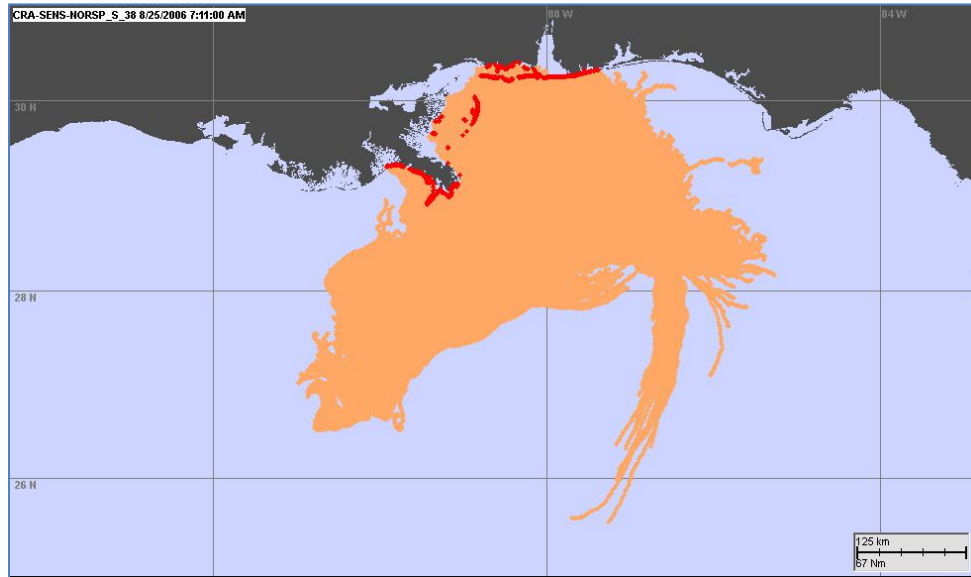 CRA-SENS-NORSP_S_38 8/25/2006 7:11:00 AM
88 W
84 W
30 N
28 N
26 N
125 km
67 Nm